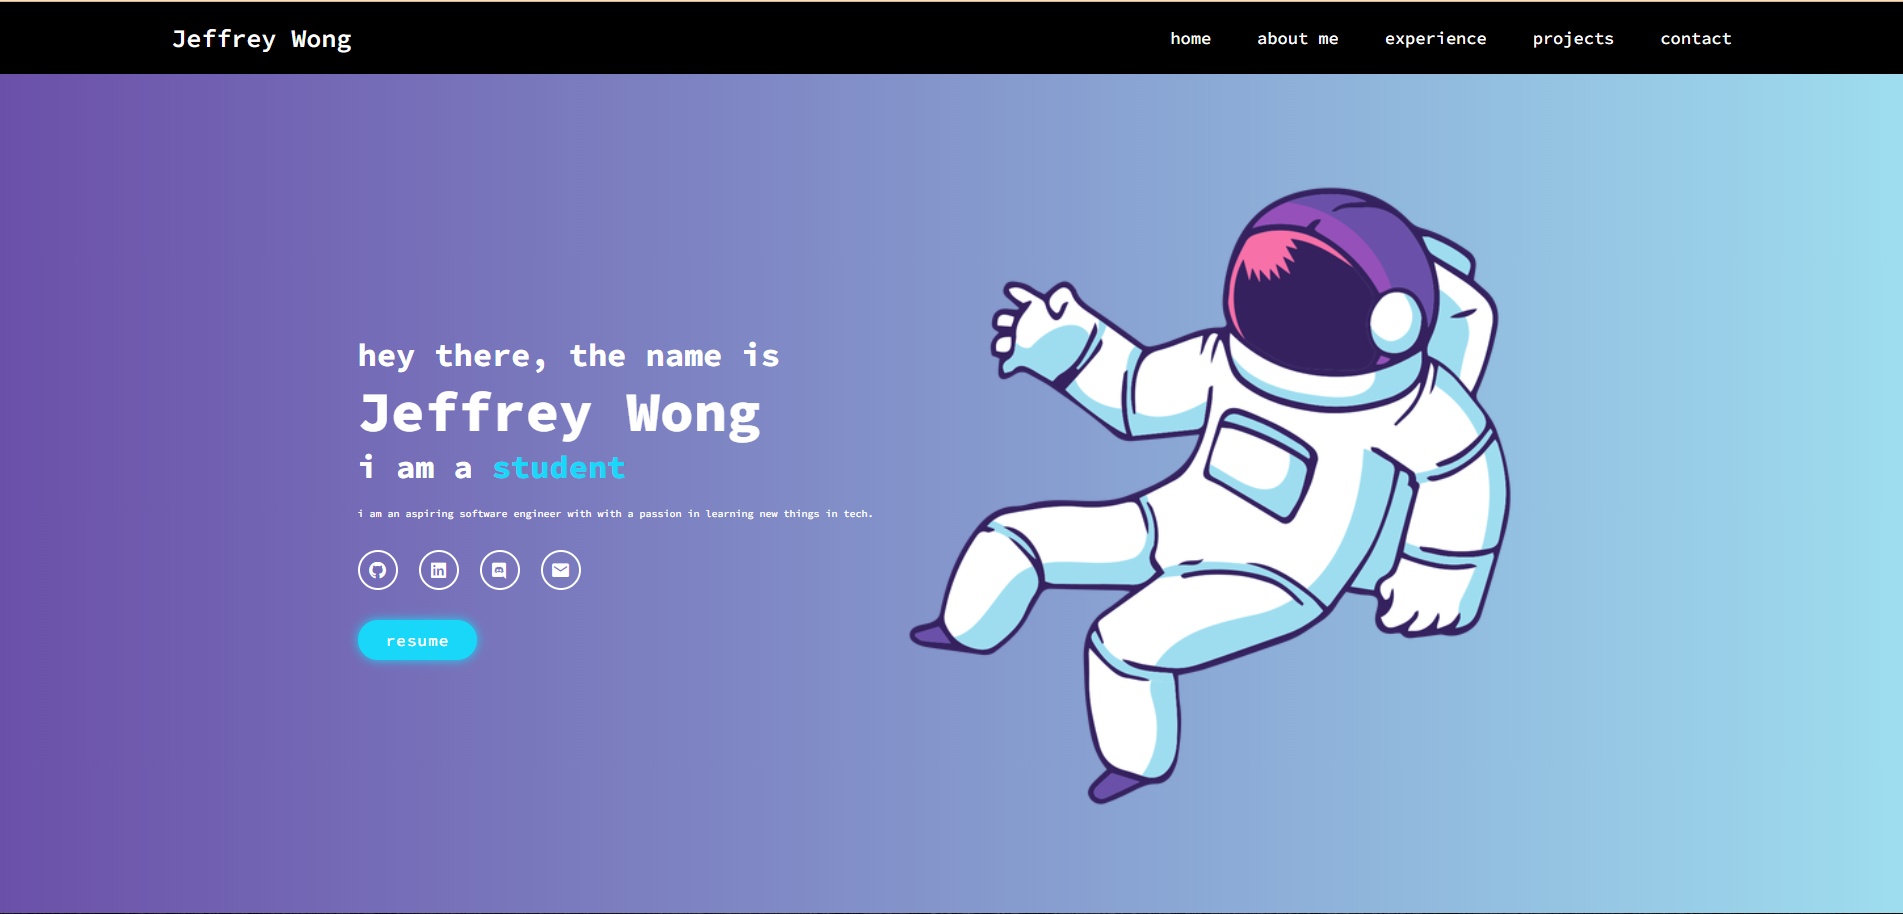 Jeffrey Wong
home about me experience projects contact
hey there, the name is
Jeffrey Wong
i am a student
i am an aspiring software engineer with with a passion in learning new things in tech.
in
resume